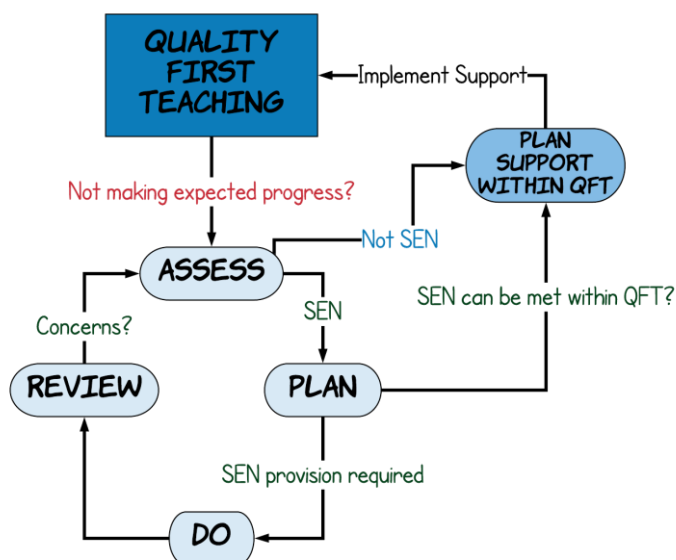 QUALITY
FIRST
TEACHING
Implement Support
PLAN
SUPPORT
WITHIN QFT
Not making expected progress?
Not SEN
ASSESS
SEN can be met within QFT?
SEN
Concerns?
REVIEW
PLAN
SEN provision required
DO